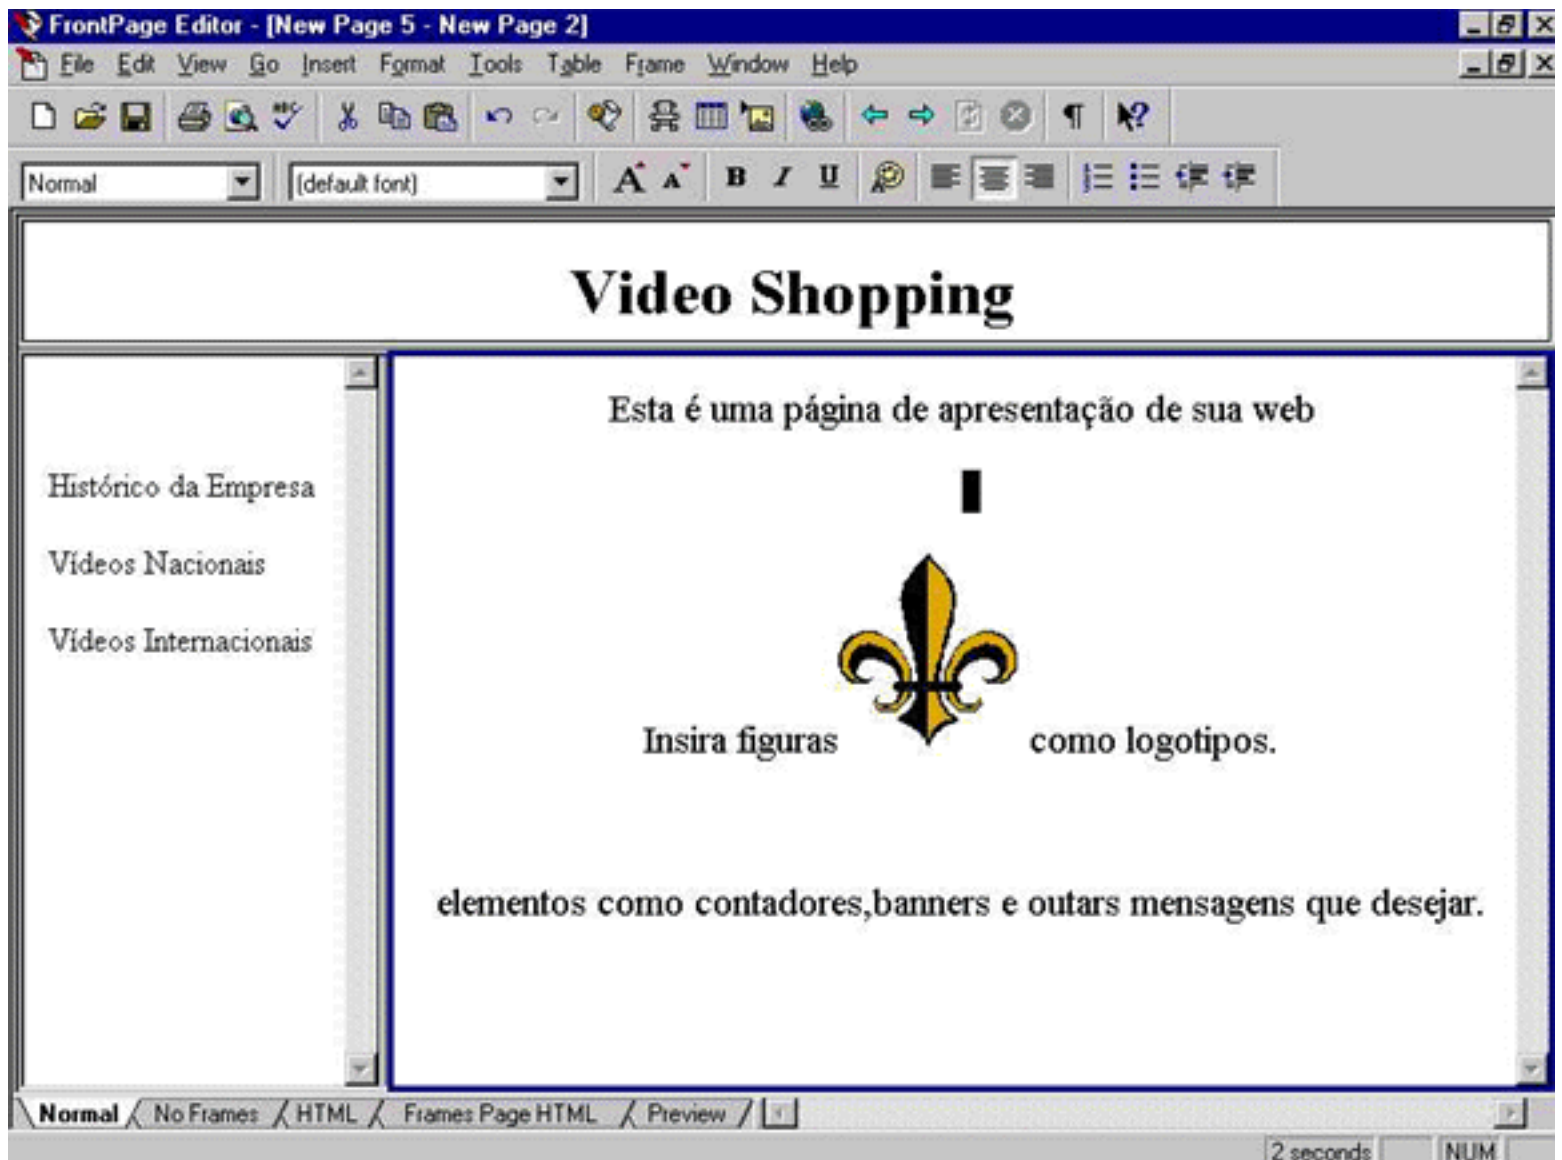 FrontPage Editor - [New Page 5 - New Page 2]
File Edit View Go Insert Format Tools Table Frame Window Help
ABC
Normal (default font) A A B I U
Video Shopping
Esta é uma página de apresentação de sua web
Histórico da Empresa
Vídeos Nacionais
Vídeos Internacionais
Insira figuras como logotipos.
elementos como contadores,banners e outars mensagens que desejar.
Normal No Frames HTML Frames Page HTML Preview
2 seconds NUM